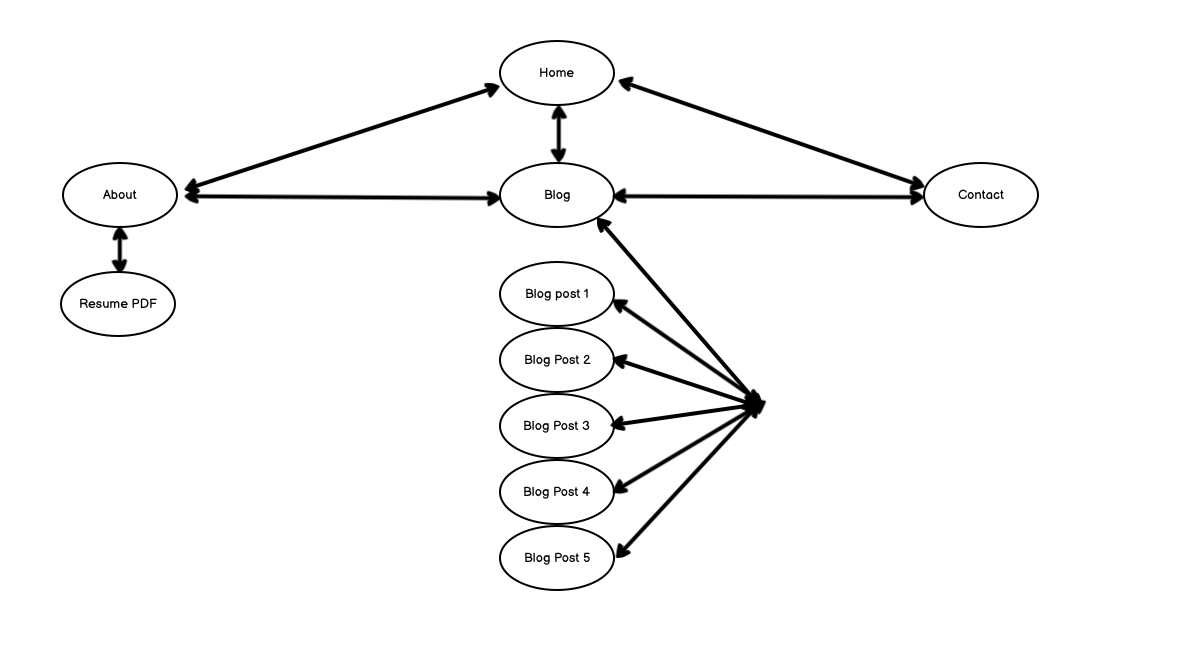 Home
About
Blog
Contact
Resume PDF
Blog post 1
Blog Post 2
Blog Post 3
Blog Post 4
Blog Post 5